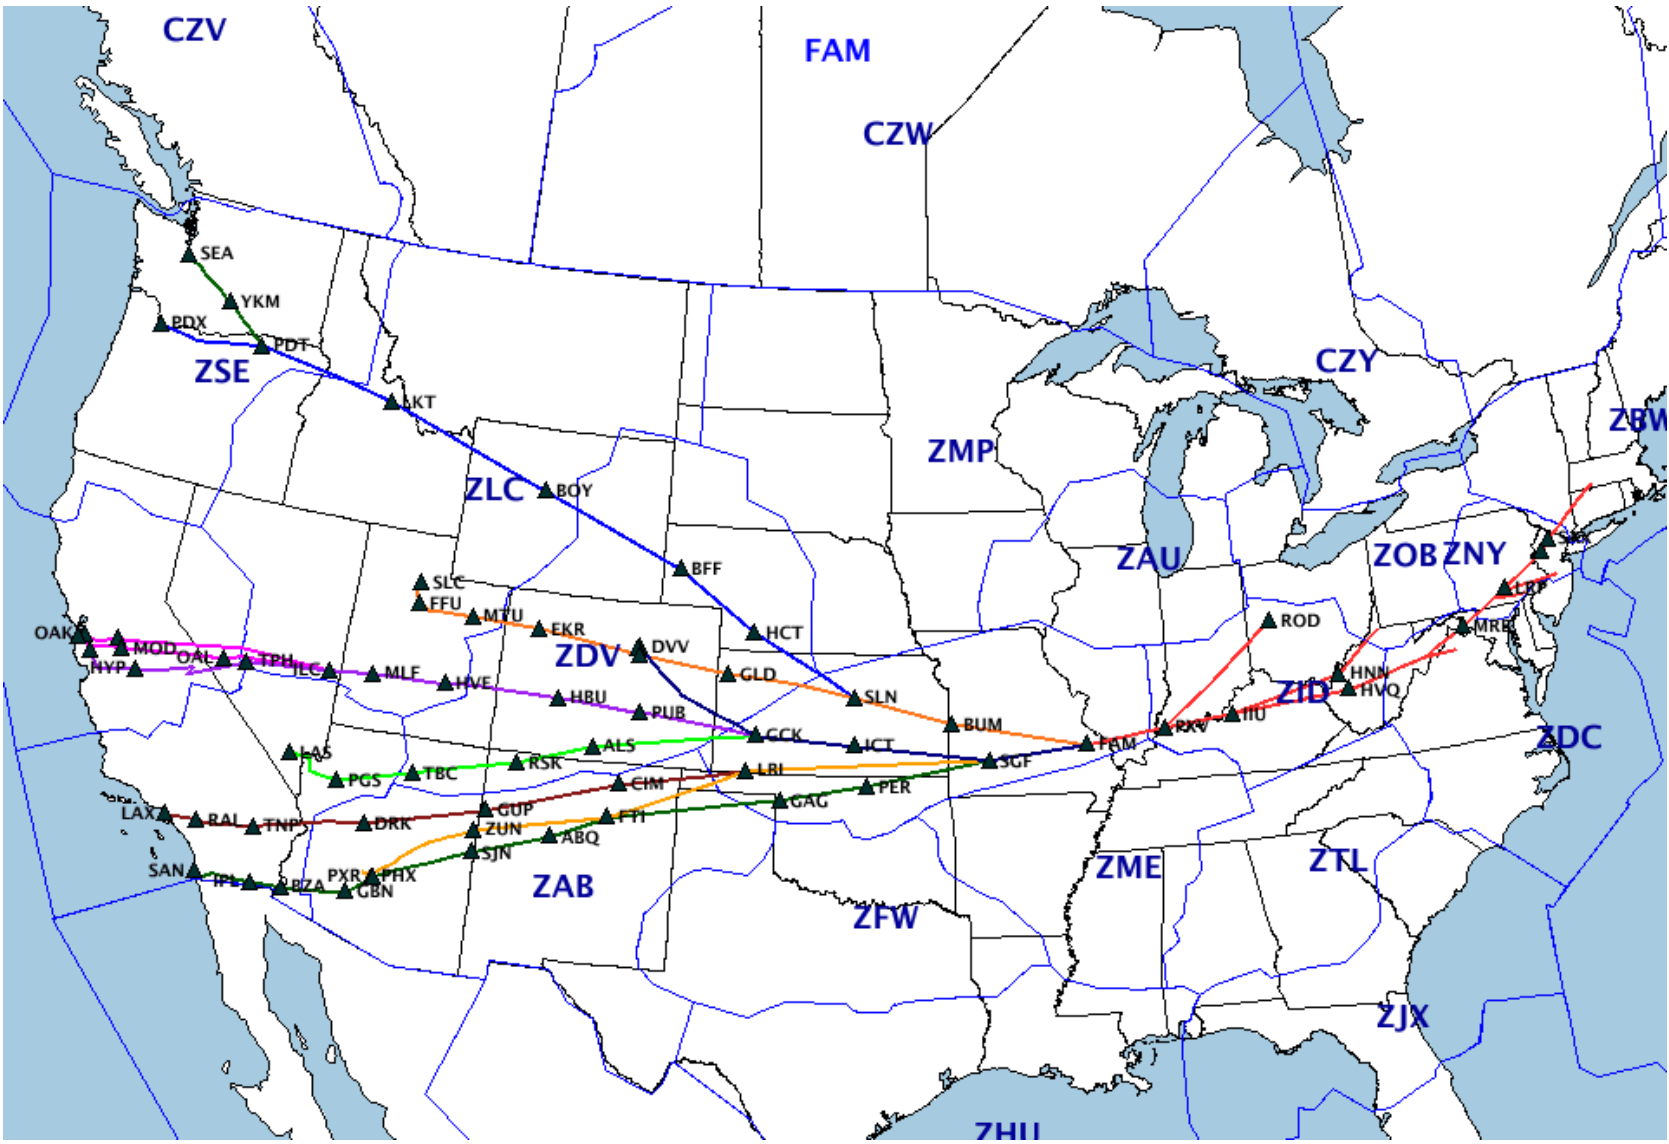 CZV
FAM
CZW
SEA
YKM
PDX
PDT
ZSE
CZY
LKT
ZBW
ZMP
ZLC
BOY
ZAU
ZOB
ZNY
BFF
SLC
FFU
LRP
MTU
EKR
HCT
ROD
MRB
OAK
MOD
OAL
TPH
ILC
MLF
HVE
NYP
ZDV
DVV
GLD
SLN
HNN
HVQ
ZID
HBU
PUB
BUM
IIU
PXV
GCK
ICT
FAM
ZDC
LAS
PGS
TBC
RSK
ALS
SGF
LBL
CIM
PER
GAG
LAX
RAL
TNP
DRK
GUP
ZUN
FTI
ABQ
SJN
SAN
IPL
BZA
PXR
PHX
GBN
ZAB
ZFW
ZME
ZTL
ZJX
ZHU